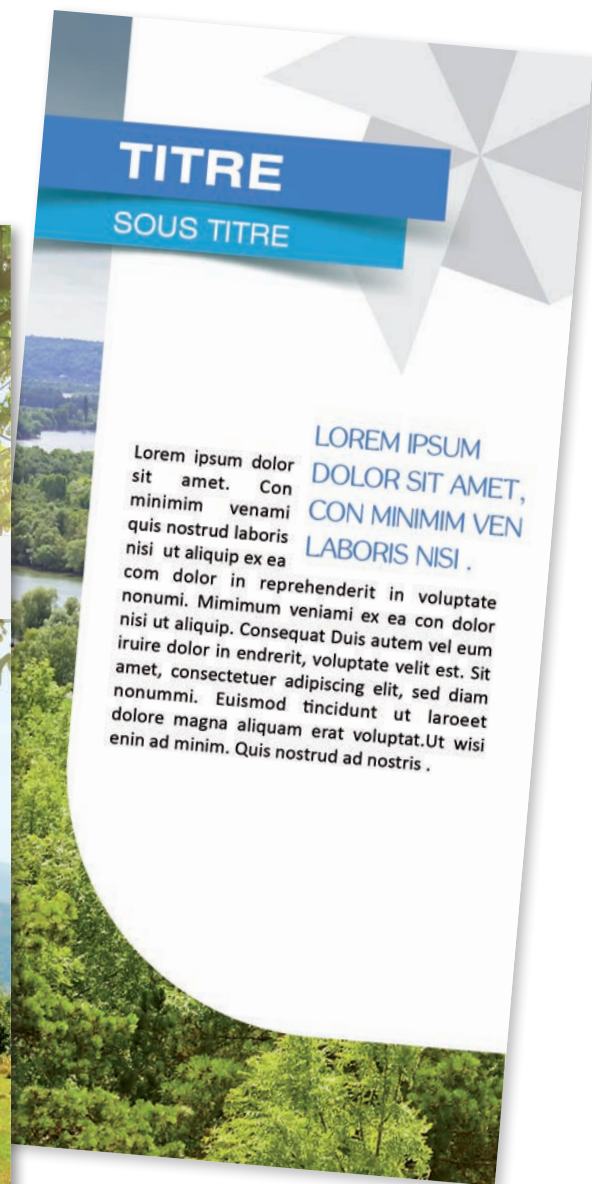 TITRE
SOUS TITRE
LOREM IPSUM
DOLOR SIT AMET,
CON MINIMIM VEN
LABORIS NISI .
Lorem ipsum dolor
sit amet. Con
minimim venami
quis nostrud laboris
nisi ut aliquip ex ea
com dolor in reprehenderit in voluptate
nonumi. Mimimum veniami ex ea con dolor
nisi ut aliquip. Consequat Duis autem vel eum
iruire dolor in endrerit, voluptate velit est. Sit
amet, consectetuer adipiscing elit, sed diam
nonummi. Euismod tincidunt ut laroeet
dolore magna aliquam erat voluptat.Ut wisi
enin ad minim. Quis nostrud ad nostris .